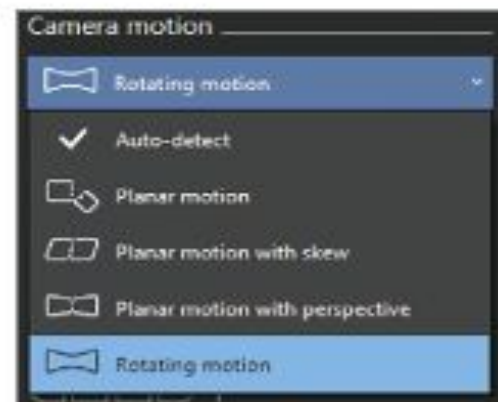 Camera motion
Rotating motion
Auto-detect
Planar motion
Planar motion with skew
Planar motion with perspective
Rotating motion